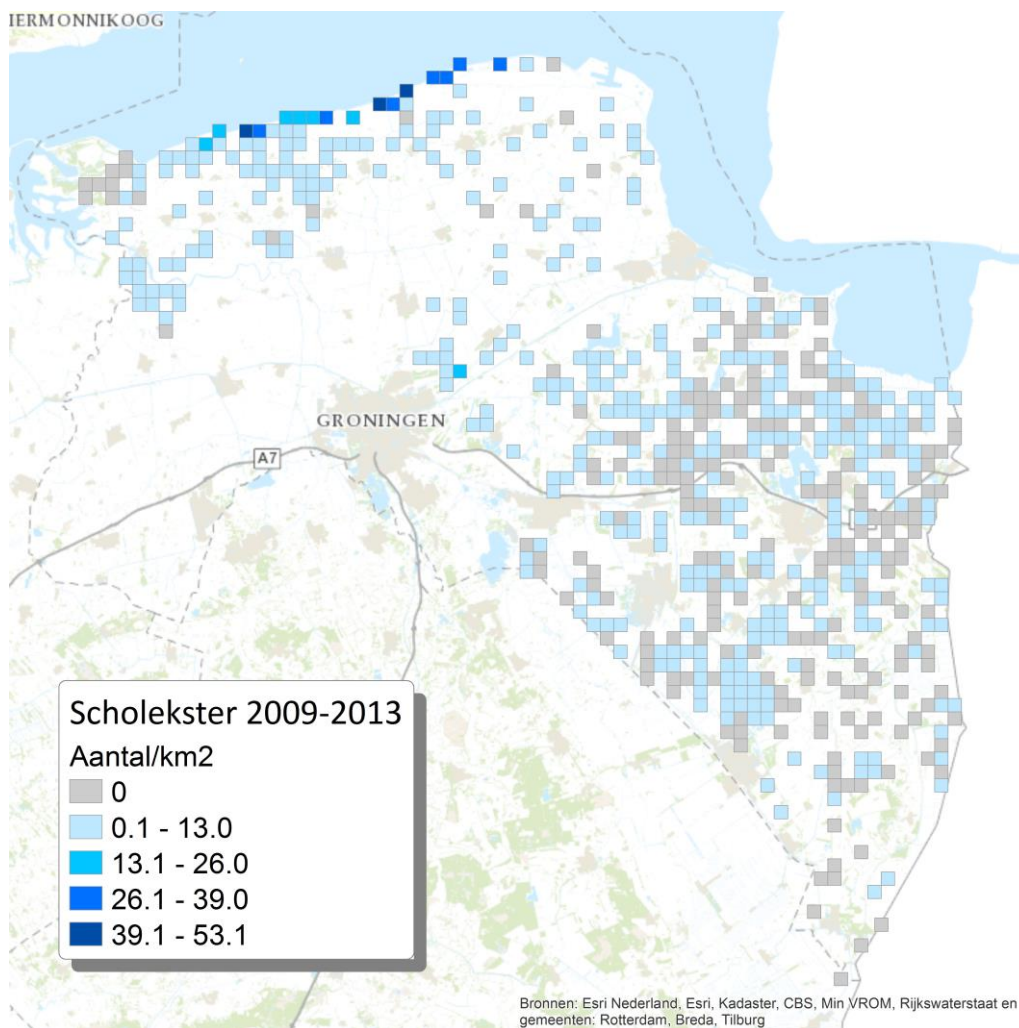 IERMONNIKOOG
GRONINGEN
A7
Scholekster 2009-2013
Aantal/km2
0
0.1 - 13.0
13.1 - 26.0
26.1 - 39.0
39.1 - 53.1
Bronnen: Esri Nederland, Esri, Kadaster, CBS, Min VROM, Rijkswaterstaat en
gemeenten: Rotterdam, Breda, Tilburg